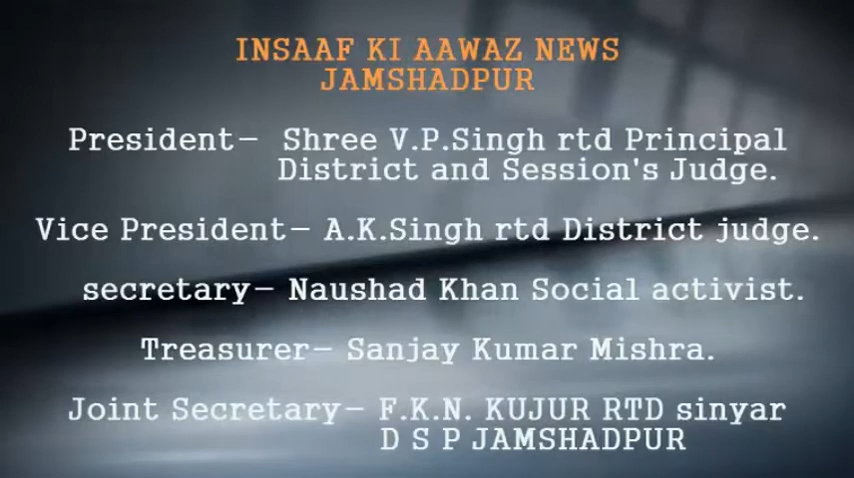 INSAAF KI AAWAZ NEWS
JAMSHADPUR
President- Shree V.P.Singh rtd Principal
District and Session's Judge.
Vice President- A.K.Singh rtd District judge.
secretary- Naushad Khan Social activist.
Treasurer- Sanjay Kumar Mishra.
Joint Secretary- F.K.N. KUJUR RTD sinyar
D S P JAMSHADPUR